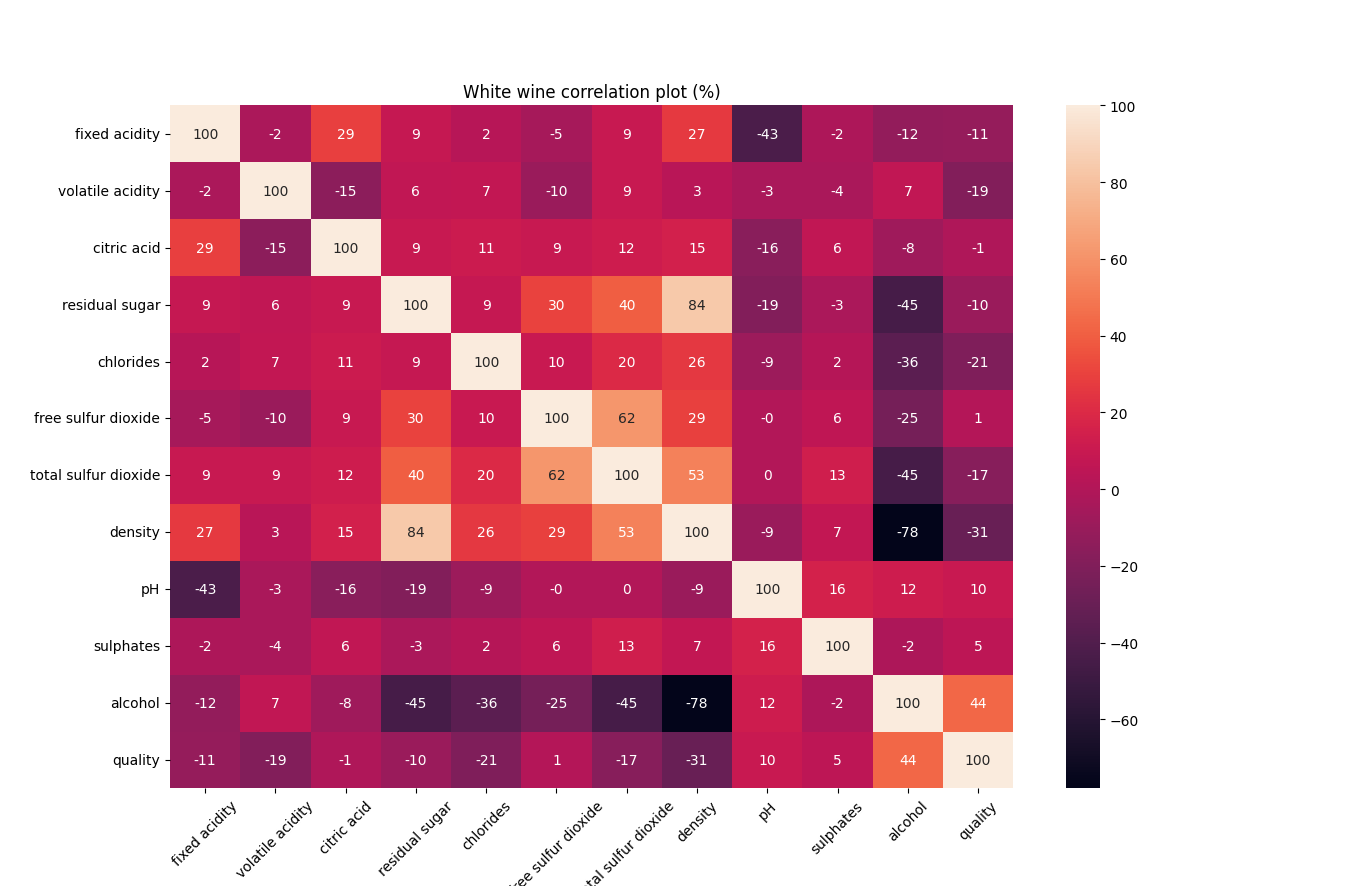 White wine correlation plot (%)
fixed acidity 100 -2 29 9 2 -5 9 27 -43 -2 -12 -11
volatile acidity -2 100 -15 6 7 -10 9 3 -3 -4 7 -19
citric acid 29 -15 100 9 11 9 12 15 -16 6 -8 -1
residual sugar 9 6 9 100 9 30 40 84 -19 -3 -45 -10
chlorides 2 7 11 9 100 10 20 26 -9 2 -36 -21
free sulfur dioxide -5 -10 9 30 10 100 62 29 -0 6 -25 1
total sulfur dioxide 9 9 12 40 20 62 100 53 0 13 -45 -17
density 27 3 15 84 26 29 53 100 -9 7 -78 -31
pH -43 -3 -16 -19 -9 -0 0 -9 100 16 12 10
sulphates -2 -4 6 -3 2 6 13 7 16 100 -2 5
alcohol -12 7 -8 -45 -36 -25 -45 -78 12 -2 100 44
quality -11 -19 -1 -10 -21 1 -17 -31 10 5 44 100
fixed acidity
volatile acidity
citric acid
residual sugar
chlorides
sulfur dioxide
sulfur dioxide
density
pH
sulphates
alcohol
quality
100
80
60
40
20
0
−20
−40
−60